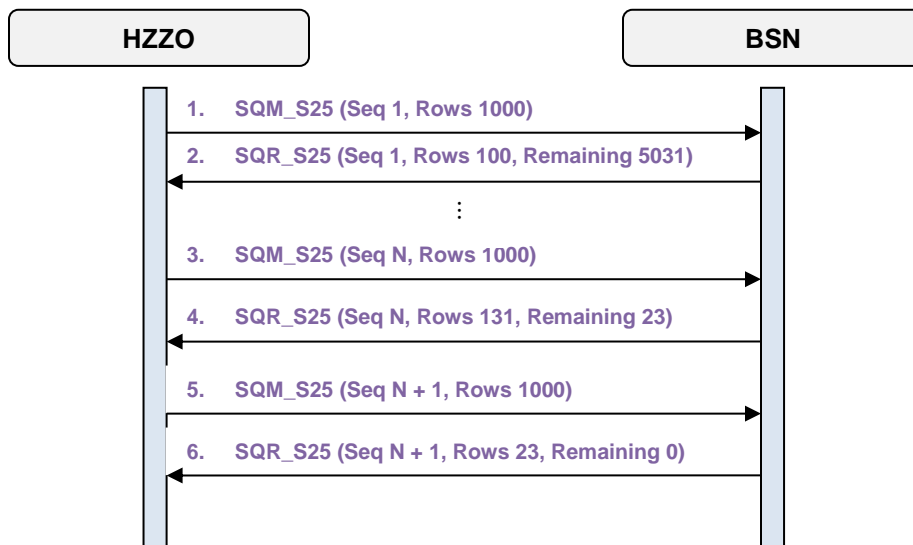 HZZO
BSN
1. SQM_S25 (Seq 1, Rows 1000)
2. SQR_S25 (Seq 1, Rows 100, Remaining 5031)
⋮
3. SQM_S25 (Seq N, Rows 1000)
4. SQR_S25 (Seq N, Rows 131, Remaining 23)
5. SQM_S25 (Seq N + 1, Rows 1000)
6. SQR_S25 (Seq N + 1, Rows 23, Remaining 0)